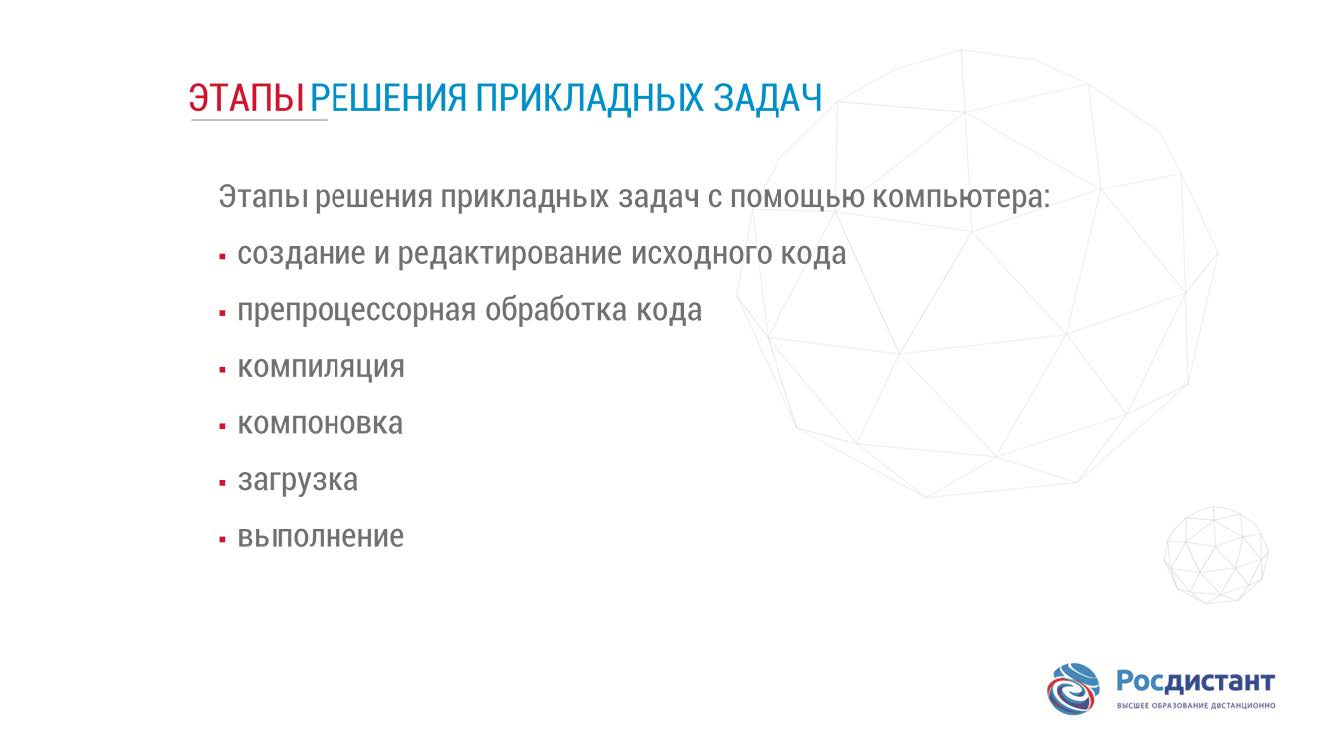 ЭТАПЫ РЕШЕНИЯ ПРИКЛАДНЫХ ЗАДАЧ
Этапы решения прикладных задач с помощью компьютера:
▪ создание и редактирование исходного кода
▪ препроцессорная обработка кода
▪ компиляция
▪ компоновка
▪ загрузка
▪ выполнение
Росдистант
ВЫСШЕЕ ОБРАЗОВАНИЕ ДИСТАНЦИОННО